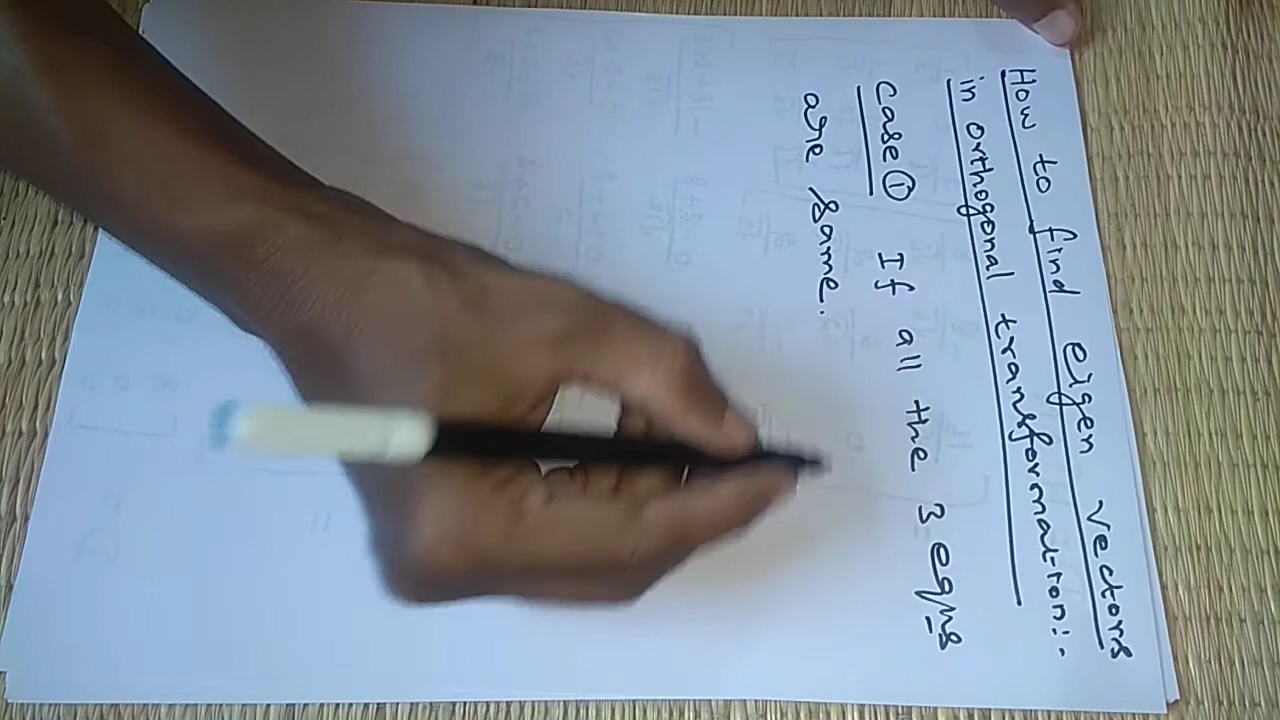 How to find eigen vectors
in orthogonal transformation:-
Case① If all the 3 eqns
are same.